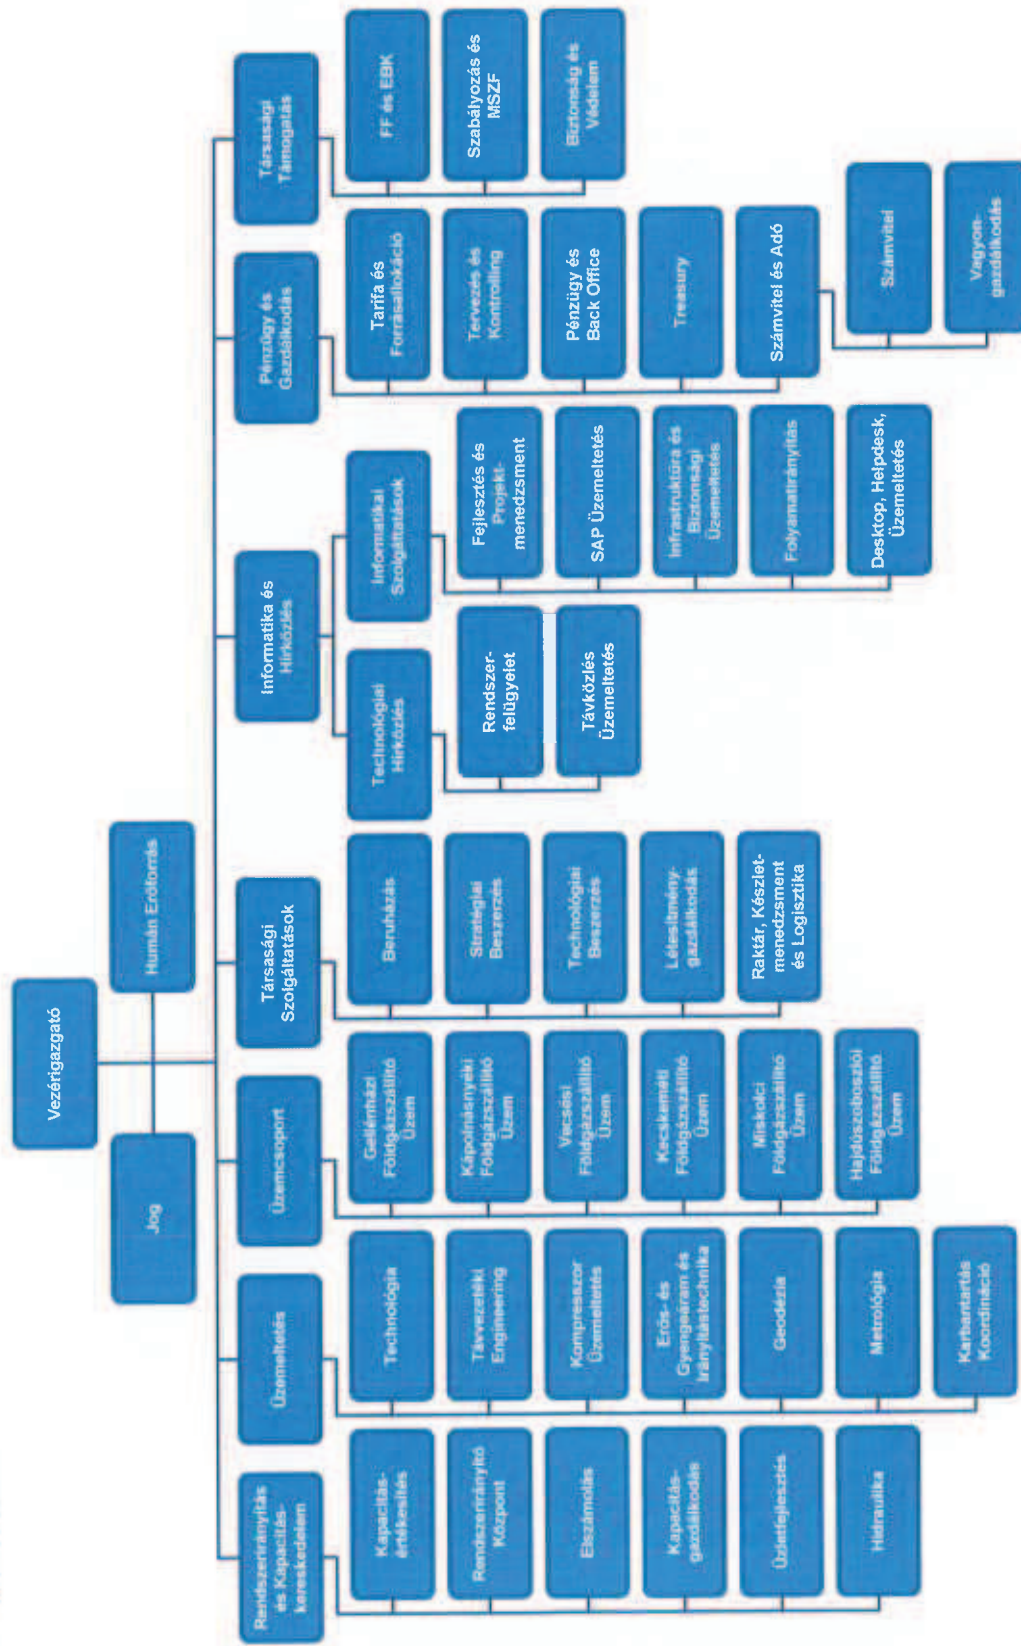 Vezérigazgató
Jog
Humán Erőforrás
Rendszerirányítás
és Kapacitás
kereskedelem
Kapacitás-
értékesítés
Rendszerirányító
Központ
Elszámolás
Kapacitás-
gazdálkodás
Üzletfejlesztés
Hidraulika
Üzemeltetés
Technológia
Távvezetéki
Engineering
Kompresszor
Üzemeltetés
Erős- és
Gyengeáram és
Irányítástechnika
Geodézia
Metrológia
Karbantartás
Koordináció
Üzemcsoport
Gellénházi
Földgázszállító
Üzem
Kápolnásnyéki
Földgázszállító
Üzem
Vecsési
Földgázszállító
Üzem
Kecskeméti
Földgázszállító
Üzem
Miskolci
Földgázszállító
Üzem
Hajdúszoboszlói
Földgázszállító
Üzem
Társasági
Szolgáltatások
Beruházás
Stratégiai
Beszerzés
Technológiai
Beszerzés
Létesítmény-
gazdálkodás
Raktár, Készlet-
menedzsment
és Logisztika
Informatika és
Hírközlés
Technológiai
Hírközlés
Rendszer-
felügyelet
Távközlés
Üzemeltetés
Informatikai
Szolgáltatások
Fejlesztés és
Projekt-
menedzsment
SAP Üzemeltetés
Infrastruktúra és
Biztonsági
Üzemeltetés
Folyamatirányítás
Desktop, Helpdesk,
Üzemeltetés
Pénzügy és
Gazdálkodás
Tarifa és
Forrásallokáció
Tervezés és
Kontrolling
Pénzügy és
Back Office
Treasury
Számvitel és Adó
Számvitel
Vagyon-
gazdálkodás
Társasági
Támogatás
FF és EBK
Szabályozás és
MSZF
Biztonság és
Védelem